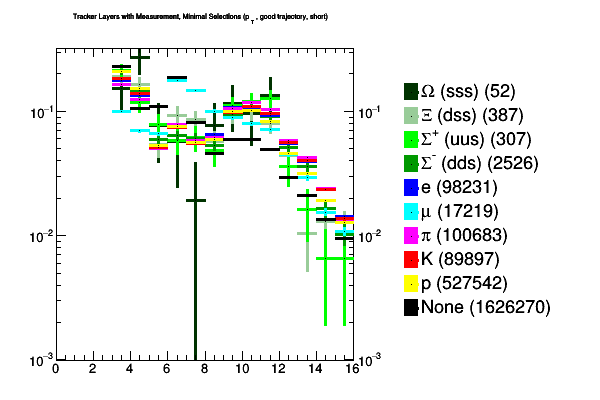 Tracker Layers with Measurement, Minimal Selections (p_T, good trajectory, short)
10⁻¹ 10⁻¹
10⁻² 10⁻²
10⁻³ 10⁻³
0 2 4 6 8 10 12 14 16
Ω (sss) (52)
Ξ (dss) (387)
Σ⁺ (uus) (307)
Σ⁻ (dds) (2526)
e (98231)
μ (17219)
π (100683)
K (89897)
p (527542)
None (1626270)